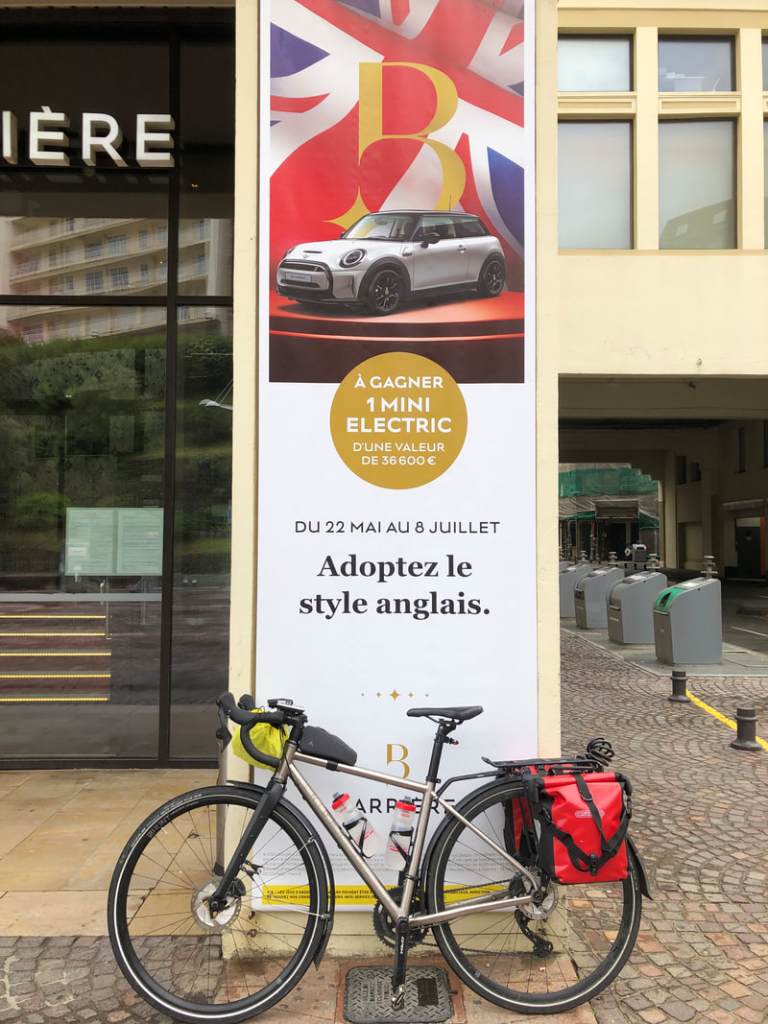 IÈRE
B
À GAGNER
1 MINI
ELECTRIC
D'UNE VALEUR
DE 36 600 €
DU 22 MAI AU 8 JUILLET
Adoptez le
style anglais.
B
ARRIÈRE